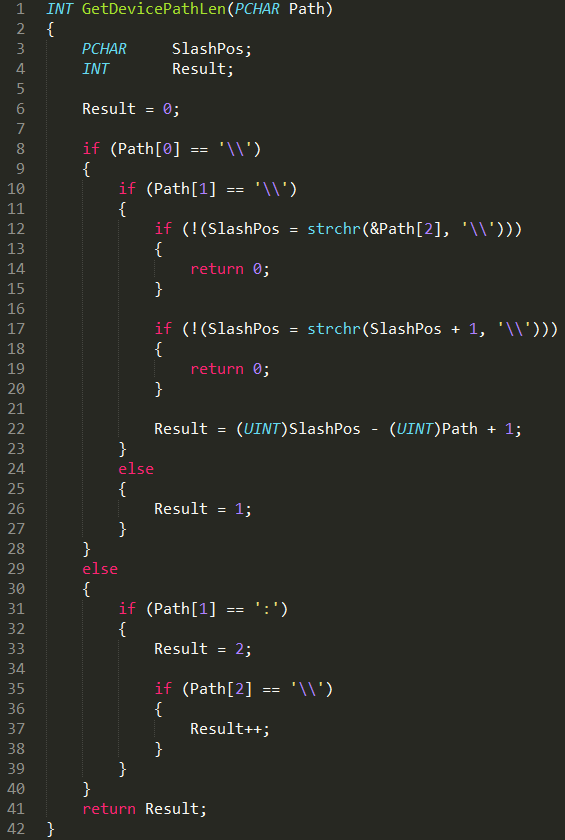 1 INT GetDevicePathLen(PCHAR Path)
2 {
3     PCHAR     SlashPos;
4     INT       Result;
5
6     Result = 0;
7
8     if (Path[0] == '\\')
9     {
10         if (Path[1] == '\\')
11         {
12             if (!(SlashPos = strchr(&Path[2], '\\')))
13             {
14                 return 0;
15             }
16
17             if (!(SlashPos = strchr(SlashPos + 1, '\\')))
18             {
19                 return 0;
20             }
21
22             Result = (UINT)SlashPos - (UINT)Path + 1;
23         }
24         else
25         {
26             Result = 1;
27         }
28     }
29     else
30     {
31         if (Path[1] == ':')
32         {
33             Result = 2;
34
35             if (Path[2] == '\\')
36             {
37                 Result++;
38             }
39         }
40     }
41     return Result;
42 }